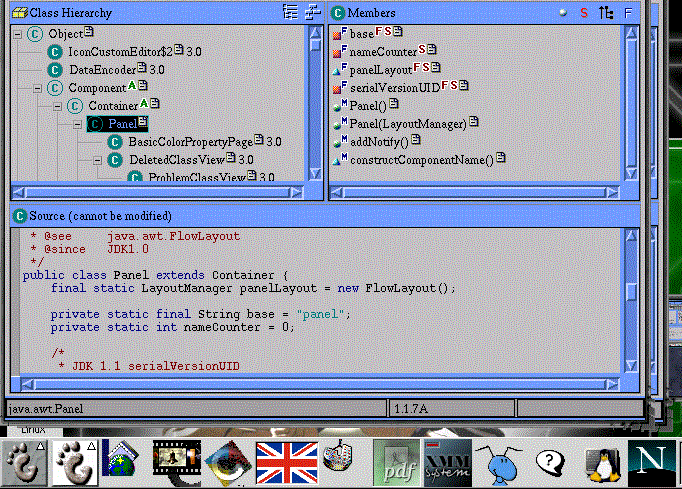 Class Hierarchy
Object
IconCustomEditor$2 3.0
DataEncoder 3.0
Component A
Container A
Panel
BasicColorPropertyPage 3.0
DeletedClassView 3.0
ProblemClassView 3.0
Members
S F
F base F S
F nameCounter S
F panelLayout F S
F serialVersionUID F S
M Panel()
M Panel(LayoutManager)
M addNotify()
M constructComponentName()
Source (cannot be modified)
* @see java.awt.FlowLayout
* @since JDK1.0
*/
public class Panel extends Container {
final static LayoutManager panelLayout = new FlowLayout();
private static final String base = "panel";
private static int nameCounter = 0;
/*
* JDK 1.1 serialVersionUID
java.awt.Panel 1.1.7A
Linux
pdf
System
?
N